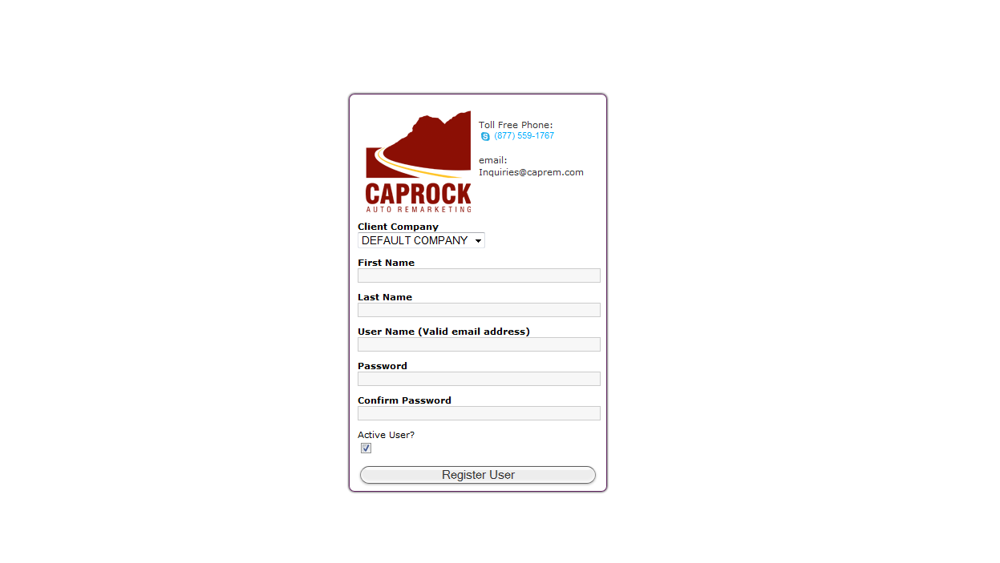 Toll Free Phone:
(877) 559-1767
email:
Inquiries@caprem.com
CAPROCK
AUTO REMARKETING
Client Company
DEFAULT COMPANY
First Name
Last Name
User Name (Valid email address)
Password
Confirm Password
Active User?
Register User